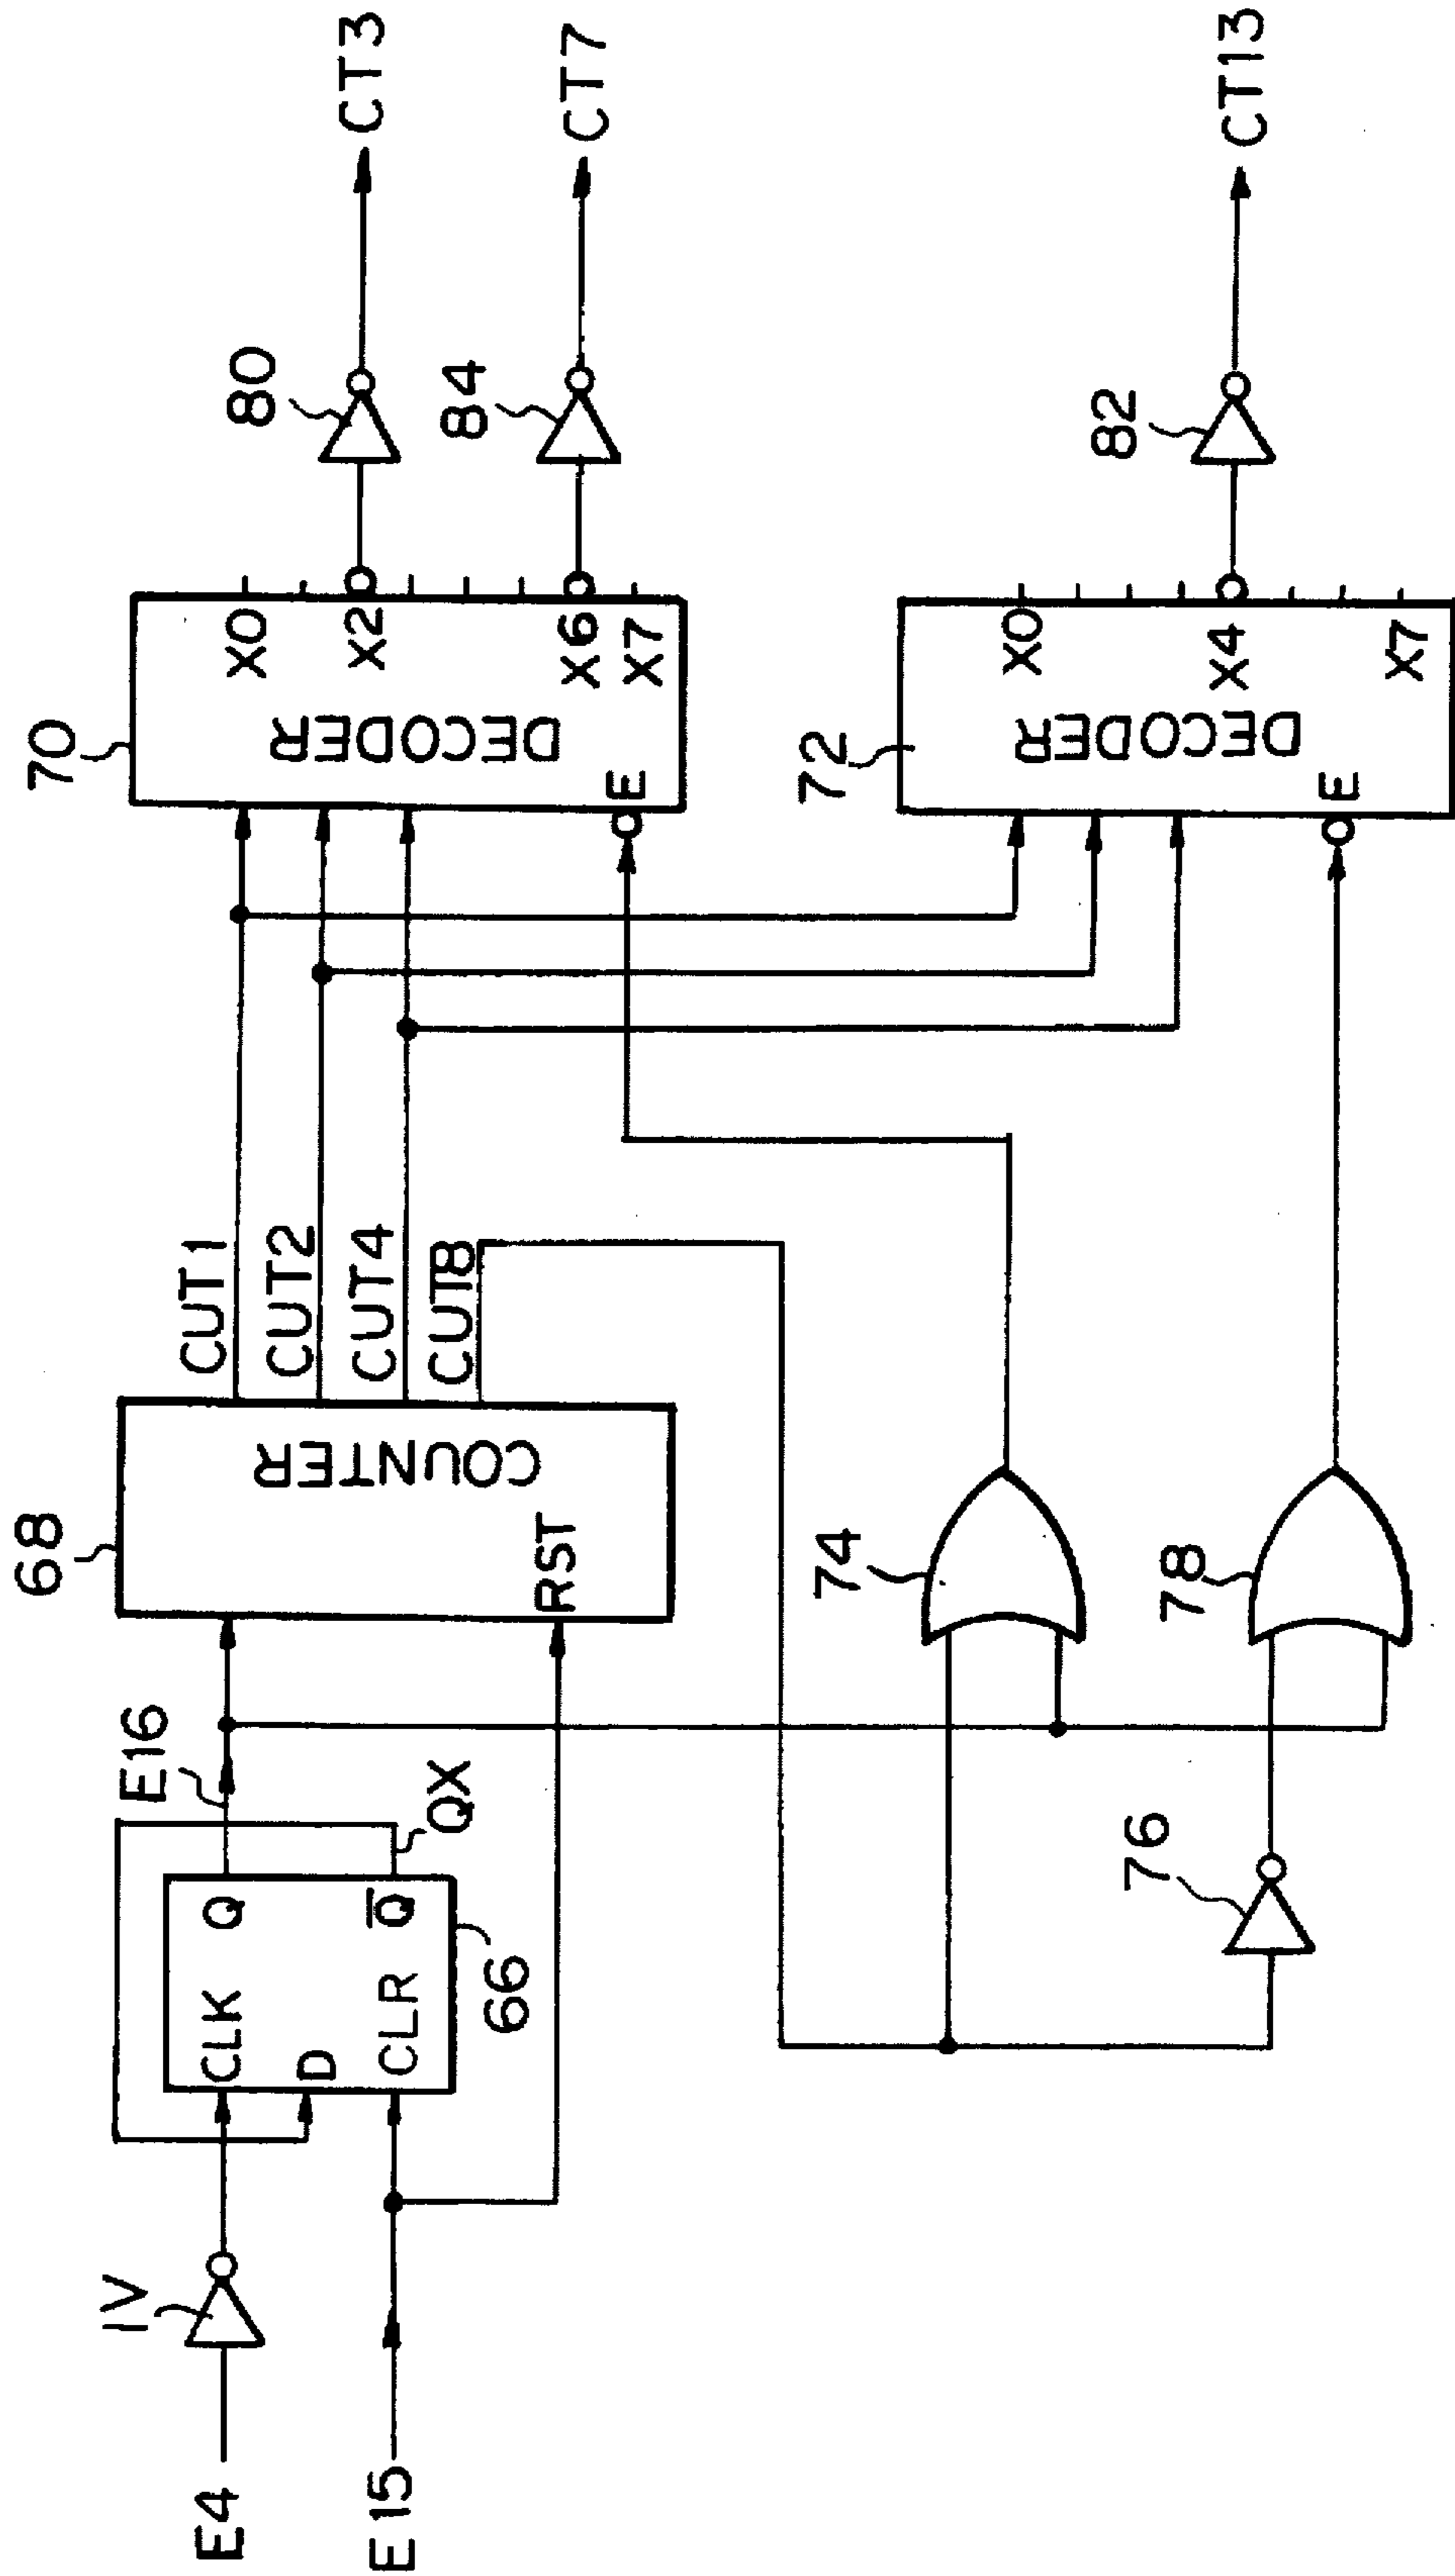 E4
IV
E15
CLK
Q
D
CLR
Q̅
66
E16
QX
68
COUNTER
RST
CUT1
CUT2
CUT4
CUT8
70
DECODER
X0
X2
X6
X7
E
80
CT3
84
CT7
72
DECODER
X0
X4
X7
E
82
CT13
74
76
78